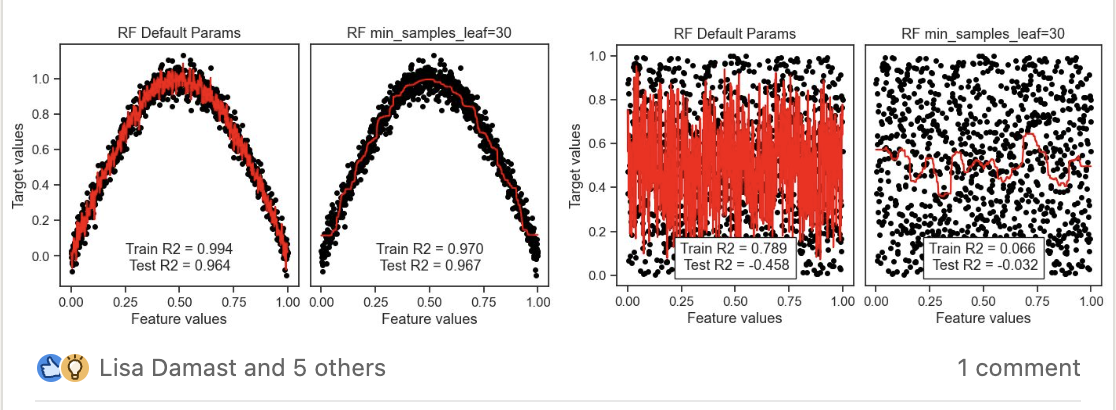 RF Default Params
RF min_samples_leaf=30
RF Default Params
RF min_samples_leaf=30
Target values
1.0
0.8
0.6
0.4
0.2
0.0
Train R2 = 0.994
Test R2 = 0.964
0.00 0.25 0.50 0.75 1.00
Feature values
Train R2 = 0.970
Test R2 = 0.967
0.00 0.25 0.50 0.75 1.00
Feature values
Target values
1.0
0.8
0.6
0.4
0.2
0.0
Train R2 = 0.789
Test R2 = -0.458
0.00 0.25 0.50 0.75 1.00
Feature values
Train R2 = 0.066
Test R2 = -0.032
0.00 0.25 0.50 0.75 1.00
Feature values
Lisa Damast and 5 others
1 comment